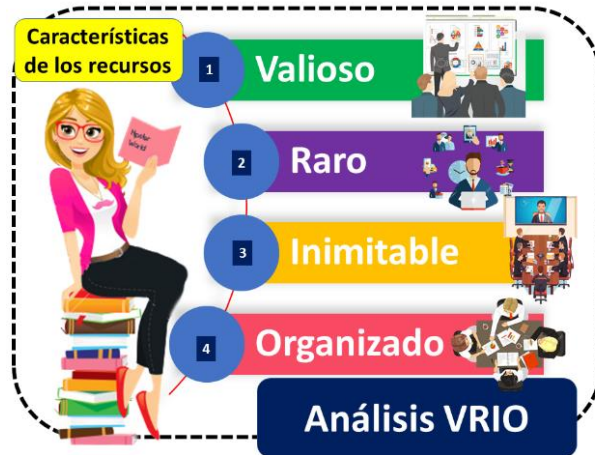 Características
de los recursos
1
Valioso
2
Raro
3
Inimitable
4
Organizado
Análisis VRIO